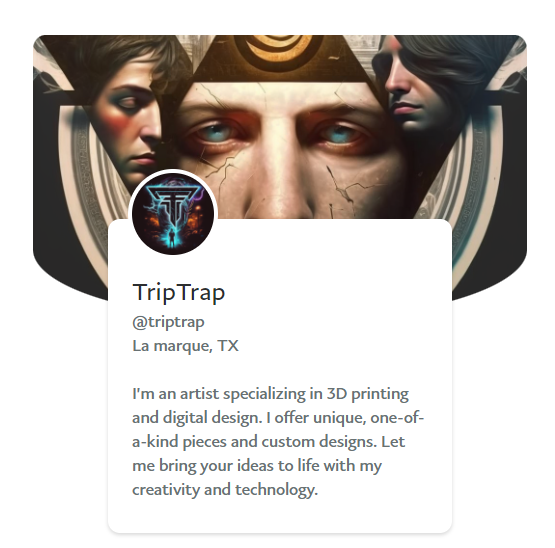 TripTrap
@triptrap
La marque, TX
I'm an artist specializing in 3D printing
and digital design. I offer unique, one-of-
a-kind pieces and custom designs. Let
me bring your ideas to life with my
creativity and technology.